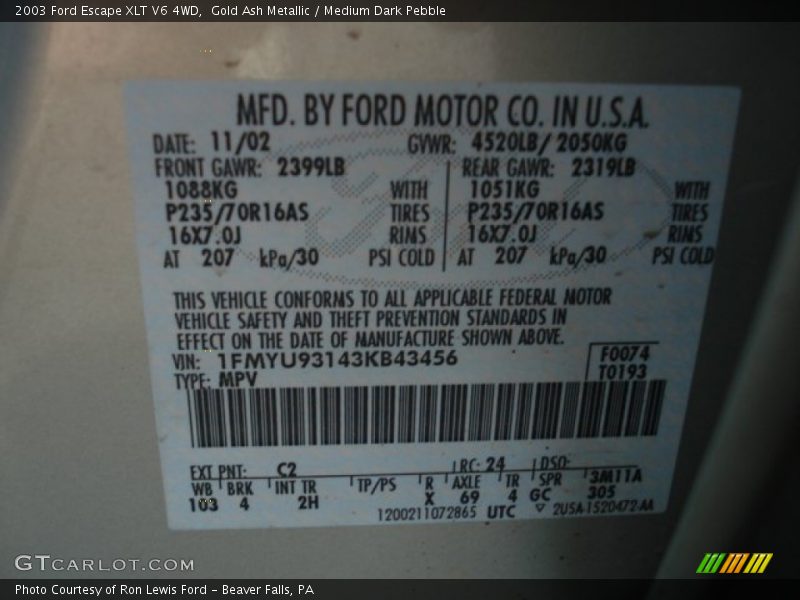 2003 Ford Escape XLT V6 4WD,  Gold Ash Metallic / Medium Dark Pebble
MFD. BY FORD MOTOR CO. IN U.S.A.
DATE: 11/02 GVWR: 4520LB/ 2050KG
FRONT GAWR: 2399LB REAR GAWR: 2319LB
1088KG WITH 1051KG WITH
P235/70R16AS TIRES P235/70R16AS TIRES
16X7.0J RIMS 16X7.0J RIMS
AT 207 kPa/30 PSI COLD AT 207 kPa/30 PSI COLD
THIS VEHICLE CONFORMS TO ALL APPLICABLE FEDERAL MOTOR
VEHICLE SAFETY AND THEFT PREVENTION STANDARDS IN
EFFECT ON THE DATE OF MANUFACTURE SHOWN ABOVE.
VIN: 1FMYU93143KB43456 F0074
TYPE: MPV T0193
EXT PNT: C2 RC: 24 DSO:
WB BRK INT TR TP/PS R AXLE TR SPR 3M11A
103 4 2H X 69 4 GC 305
1200211072865 UTC ▽ 2U5A-1520472-AA
GTCARLOT.COM
Photo Courtesy of Ron Lewis Ford – Beaver Falls, PA